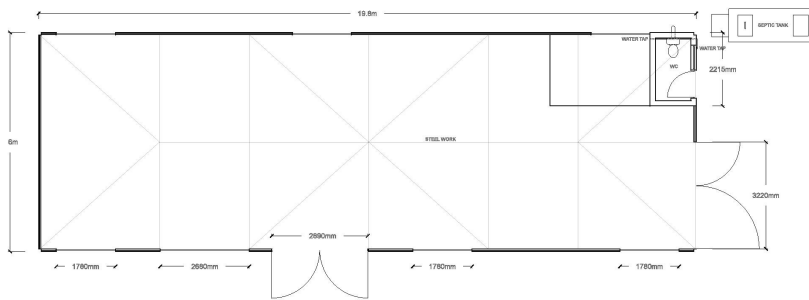 19.8m
SEPTIC TANK
WATER TAP
WATER TAP
WC
2215mm
6m
STEEL WORK
3220mm
2890mm
1780mm
2680mm
1780mm
1780mm